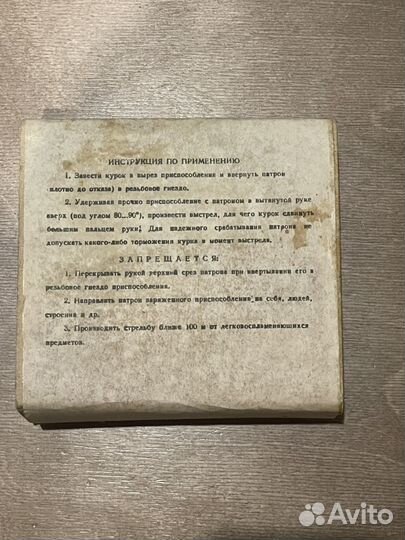 ИНСТРУКЦИЯ ПО ПРИМЕНЕНИЮ
1. Завести курок в вырез приспособления и ввернуть патрон
плотно до отказа) в резьбовое гнездо.
2. Удерживая прочно приспособление с патроном в вытянутой руке
вверх (под углом 80...90°), произвести выстрел, для чего курок сдвинуть
большим пальцем руки; Для надежного срабатывания патрона не
допускать какого-либо торможения курка в момент выстрела.
ЗАПРЕЩАЕТСЯ:
1. Перекрывать рукой верхний срез патрона при ввертывании его в
резьбовое гнездо приспособления.
2. Направлять патрон заряженного приспособления на себя, людей,
строения и др.
3. Производить стрельбу ближе 100 м от легковоспламеняющихся
предметов.
Avito